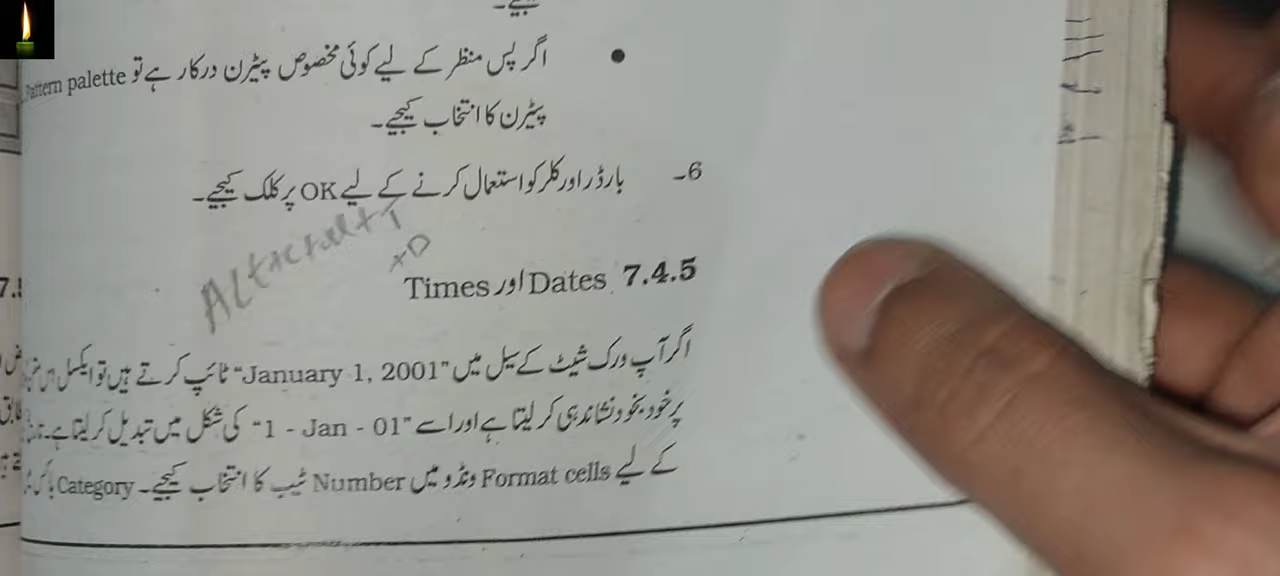 اگر پس منظر کے لیے کوئی مخصوص پیٹرن درکار ہے تو Pattern palette
پیٹرن کا انتخاب کیجیے۔
6۔ بارڈر اور کلر کو استعمال کرنے کے لیے OK پر کلک کیجیے۔
+D
7.4.5 Dates اور Times
اگر آپ ورک شیٹ کے سیل میں "January 1, 2001" ٹائپ کرتے ہیں تو ایکسل اس
پر خود بخود نشاندہی کر لیتا ہے اور اسے "1 - Jan - 01" کی شکل میں تبدیل کر لیتا ہے۔
کے لیے Format cells ونڈو میں Number ٹیب کا انتخاب کیجیے۔ Category